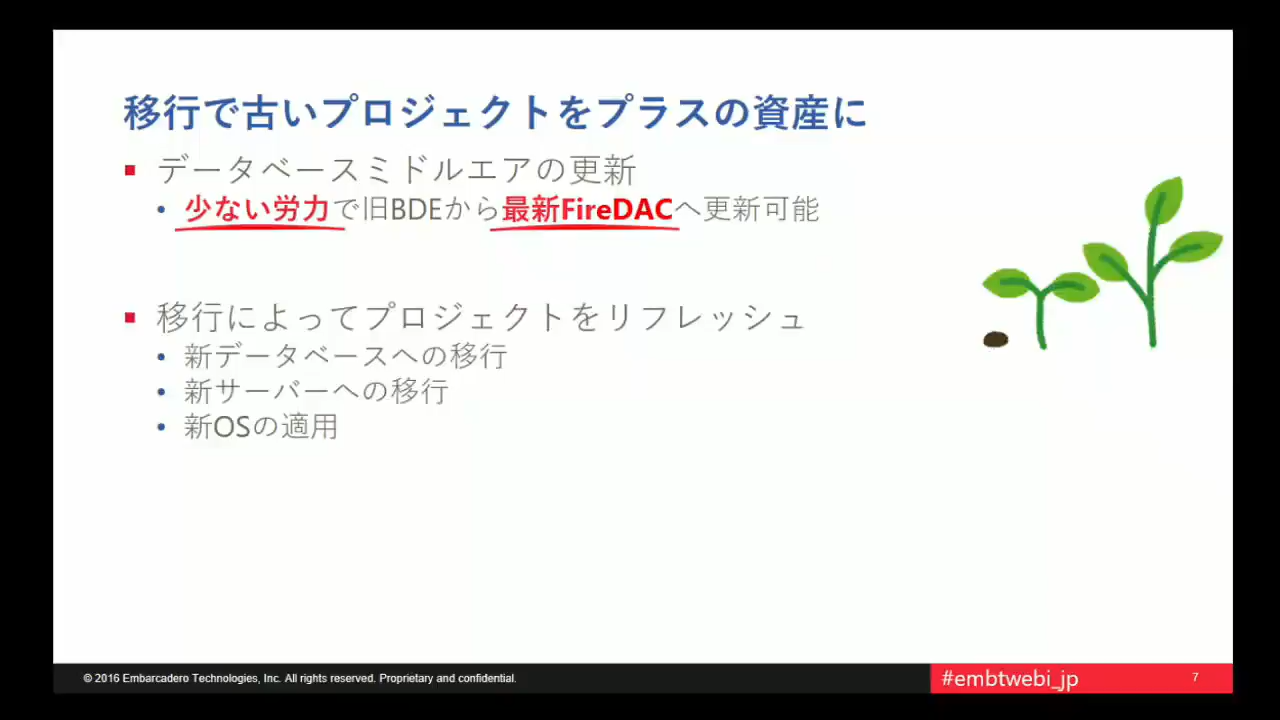 移行で古いプロジェクトをプラスの資産に
データベースミドルエアの更新
少ない労力で旧BDEから最新FireDACへ更新可能
移行によってプロジェクトをリフレッシュ
新データベースへの移行
新サーバーへの移行
新OSの適用
© 2016 Embarcadero Technologies, Inc. All rights reserved. Proprietary and confidential.
#embtwebi_jp
7